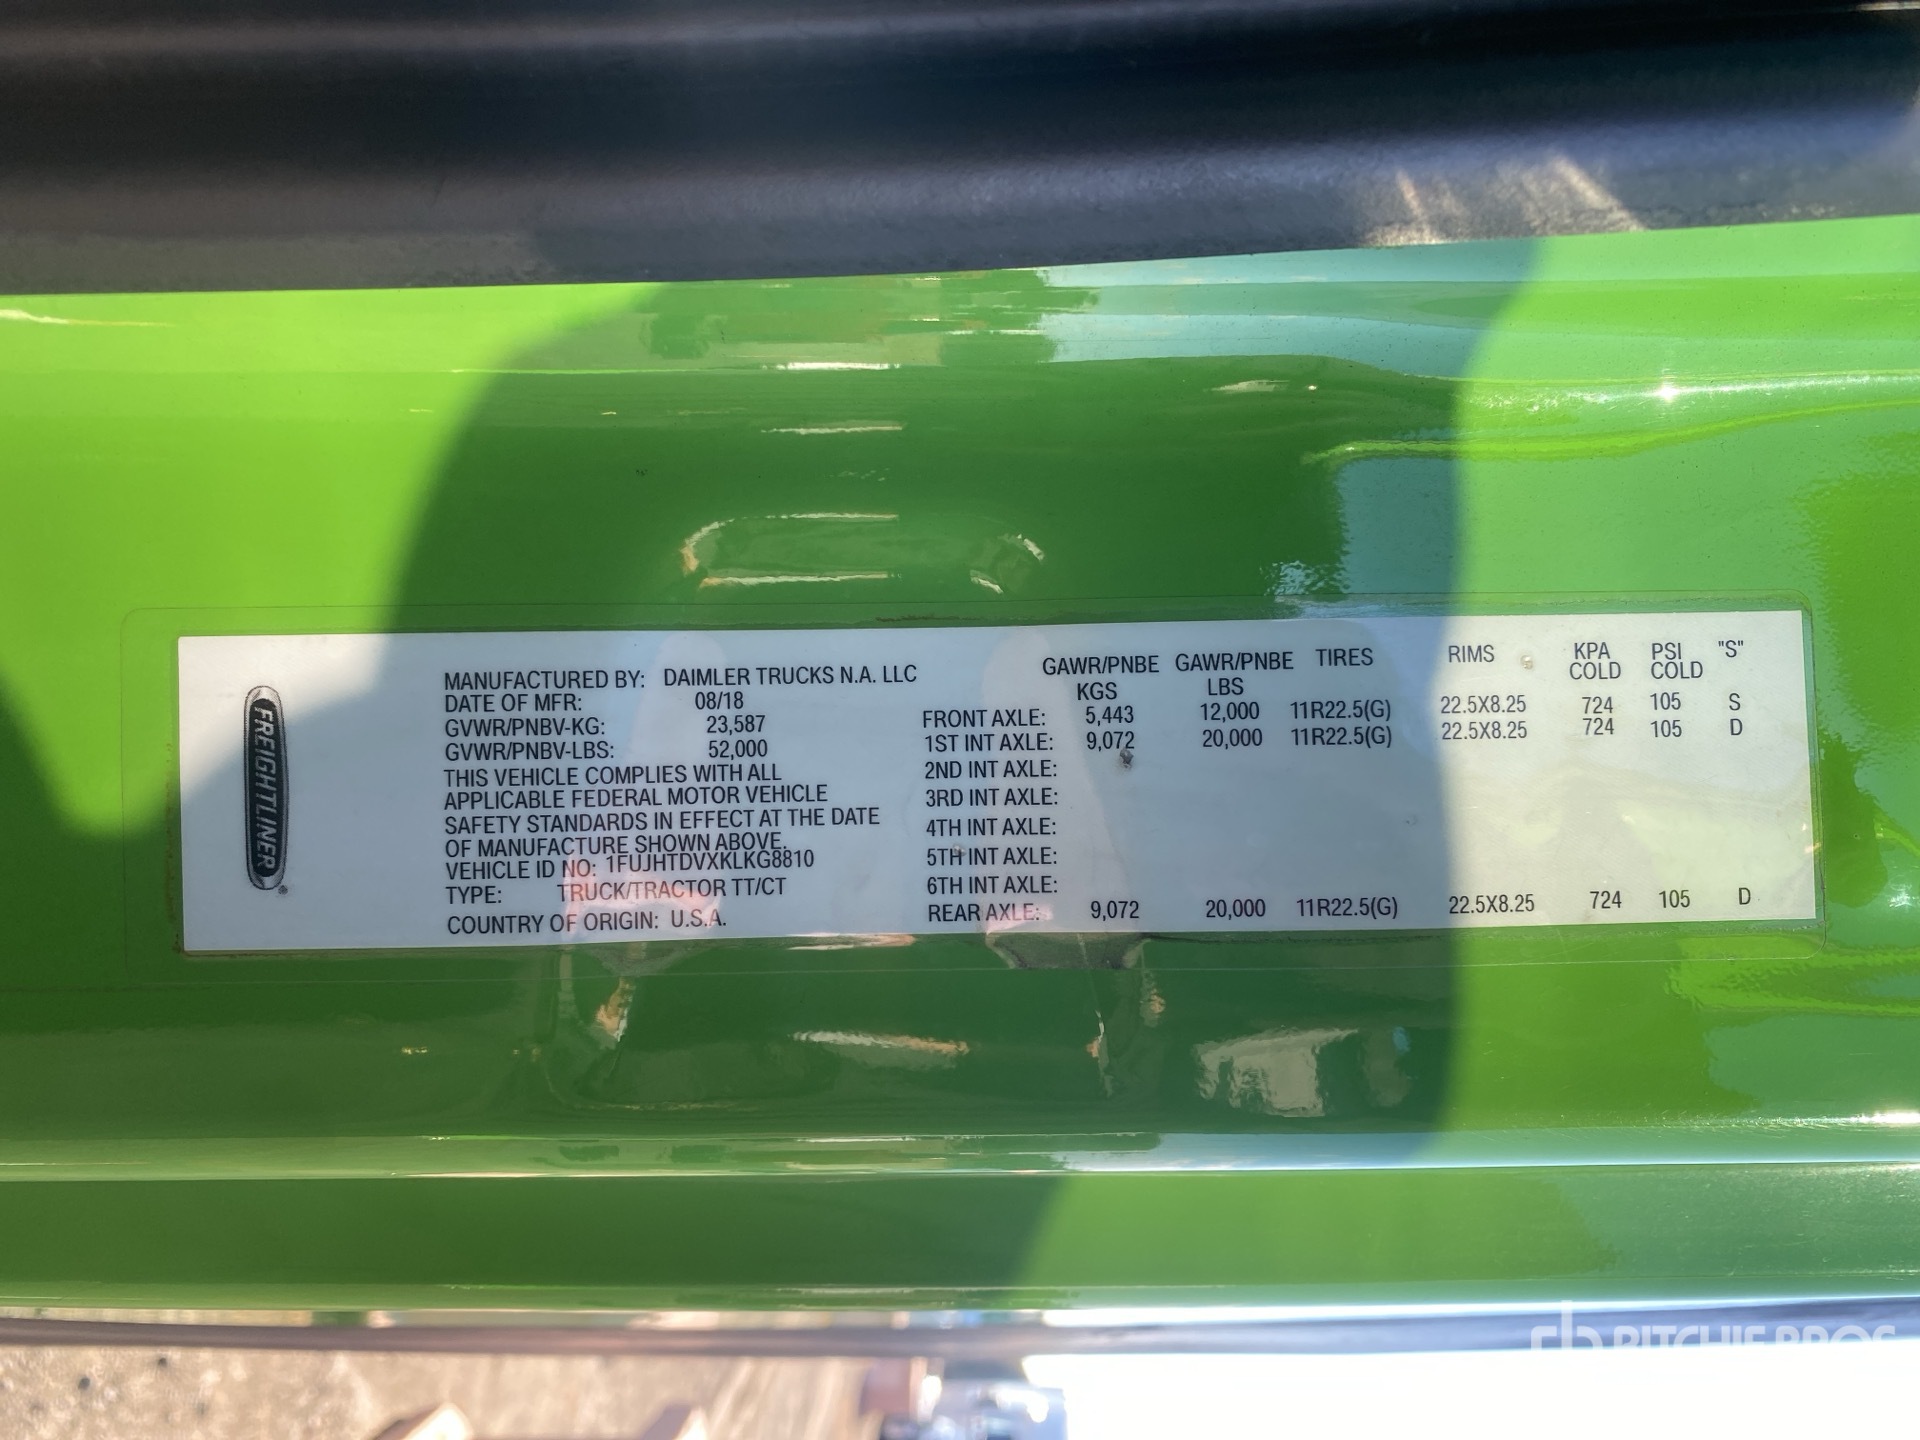 FREIGHTLINER
MANUFACTURED BY: DAIMLER TRUCKS N.A. LLC
DATE OF MFR: 08/18
GVWR/PNBV-KG: 23,587
GVWR/PNBV-LBS: 52,000
THIS VEHICLE COMPLIES WITH ALL
APPLICABLE FEDERAL MOTOR VEHICLE
SAFETY STANDARDS IN EFFECT AT THE DATE
OF MANUFACTURE SHOWN ABOVE.
VEHICLE ID NO: 1FUJHTDVXKLKG8810
TYPE: TRUCK/TRACTOR TT/CT
COUNTRY OF ORIGIN: U.S.A.
GAWR/PNBE GAWR/PNBE TIRES RIMS KPA PSI "S"
KGS LBS COLD COLD
FRONT AXLE: 5,443 12,000 11R22.5(G) 22.5X8.25 724 105 S
1ST INT AXLE: 9,072 20,000 11R22.5(G) 22.5X8.25 724 105 D
2ND INT AXLE:
3RD INT AXLE:
4TH INT AXLE:
5TH INT AXLE:
6TH INT AXLE:
REAR AXLE: 9,072 20,000 11R22.5(G) 22.5X8.25 724 105 D
rb RITCHIE BROS